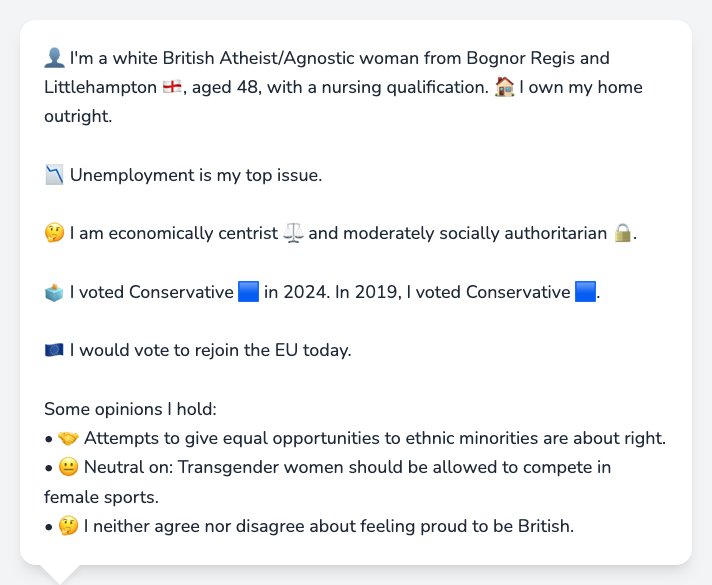 👤 I'm a white British Atheist/Agnostic woman from Bognor Regis and
Littlehampton 🏴󠁧󠁢󠁥󠁮󠁧󠁿, aged 48, with a nursing qualification. 🏠 I own my home
outright.
📉 Unemployment is my top issue.
🤔 I am economically centrist ⚖️ and moderately socially authoritarian 🔒.
🗳️ I voted Conservative 🟦 in 2024. In 2019, I voted Conservative 🟦.
🇪🇺 I would vote to rejoin the EU today.
Some opinions I hold:
• 🤝 Attempts to give equal opportunities to ethnic minorities are about right.
• 😐 Neutral on: Transgender women should be allowed to compete in
female sports.
• 🤔 I neither agree nor disagree about feeling proud to be British.